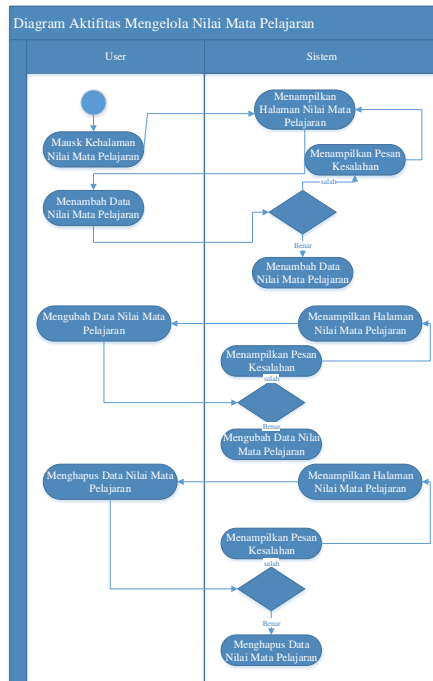 Diagram Aktifitas Mengelola Nilai Mata Pelajaran
User
Sistem
Menampilkan
Halaman Nilai Mata
Pelajaran
Mausk Kehalaman
Nilai Mata Pelajaran
Menampilkan Pesan
Kesalahan
salah
Menambah Data
Nilai Mata Pelajaran
Benar
Menambah Data
Nilai Mata Pelajaran
Mengubah Data Nilai Mata
Pelajaran
Menampilkan Halaman
Nilai Mata Pelajaran
Menampilkan Pesan
Kesalahan
salah
Benar
Mengubah Data Nilai
Mata Pelajaran
Menghapus Data Nilai Mata
Pelajaran
Menampilkan Halaman
Nilai Mata Pelajaran
Menampilkan Pesan
Kesalahan
salah
Benar
Menghapus Data
Nilai Mata Pelajaran